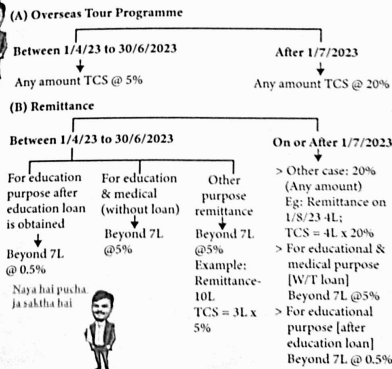 (A) Overseas Tour Programme
Between 1/4/23 to 30/6/2023
After 1/7/2023
Any amount TCS @ 5%
Any amount TCS @ 20%
(B) Remittance
Between 1/4/23 to 30/6/2023
On or After 1/7/2023
For education
purpose after
education loan
is obtained
Beyond 7L
@ 0.5%
Naya hai pucha
ja saktha hai
For education
& medical
(without loan)
Beyond 7L
@5%
Other
purpose
remittance
Beyond 7L
@5%
Example:
Remittance-
10L
TCS = 3L x
5%
> Other case: 20%
(Any amount)
Eg: Remittance on
1/8/23 4L;
TCS = 4L x 20%
> For educational &
medical purpose
[W/T loan]
Beyond 7L @5%
> For educational
purpose [after
education loan]
Beyond 7L @ 0.5%